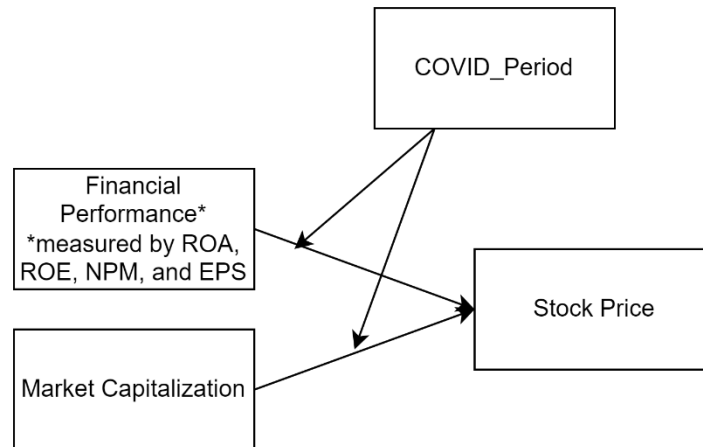 COVID_Period
Financial
Performance*
*measured by ROA,
ROE, NPM, and EPS
Stock Price
Market Capitalization